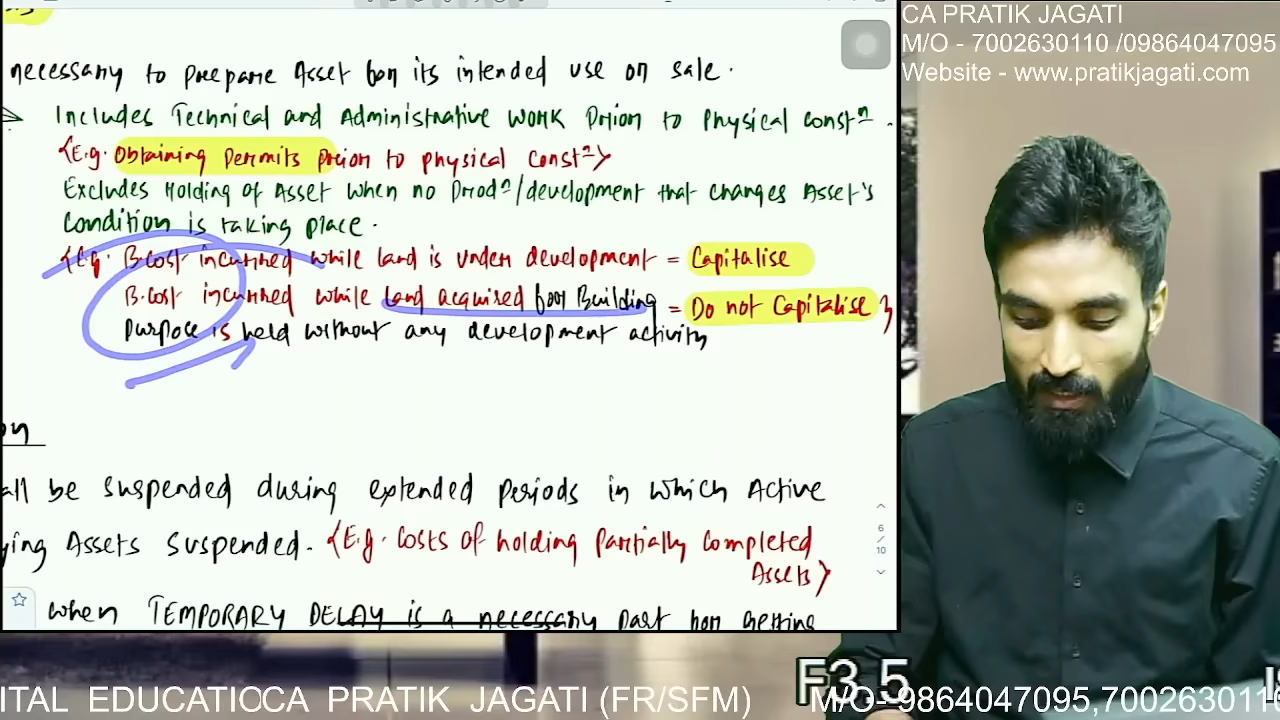 necessary to prepare Asset for its intended use or sale.
Includes Technical and Administrative work Prior to Physical constⁿ.
{E.g. Obtaining Permits prior to physical constⁿ}
Excludes Holding of Asset when no Prodⁿ/development that changes Asset's
condition is taking place.
{Eg. B.cost incurred while land is under development = Capitalise
B.cost incurred while land acquired for Building = Do not Capitalise}
purpose is held without any development activity
on
all be suspended during extended periods in which Active
ying Assets suspended. {E.g. Costs of holding partially completed
Assets}
when TEMPORARY DELAY is a necessary part for getting
6
/
10
CA PRATIK JAGATI
M/O - 7002630110 /09864047095
Website - www.pratikjagati.com
F3.5
ITAL EDUCATIOCA PRATIK JAGATI (FR/SFM) M/O- 9864047095,7002630110